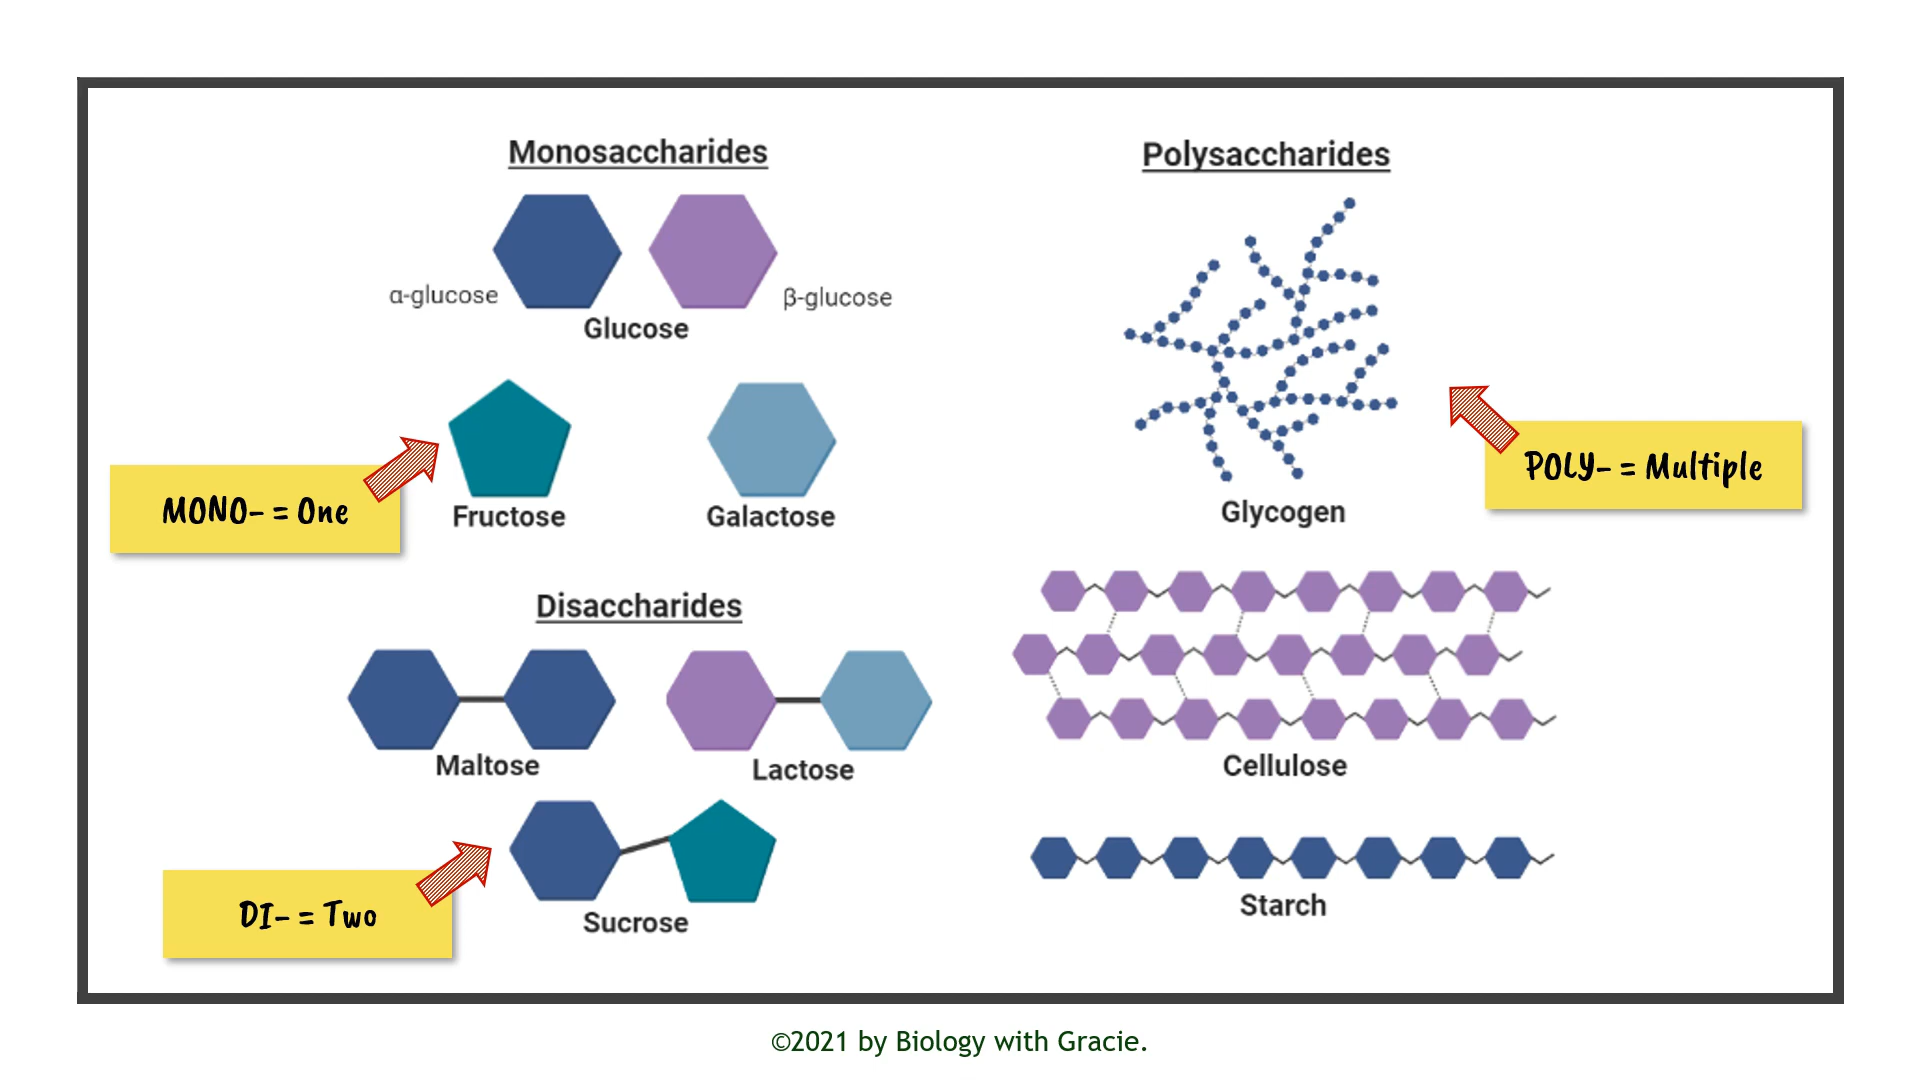 Monosaccharides
α-glucose
β-glucose
Glucose
MONO- = One
Fructose
Galactose
Disaccharides
Maltose
Lactose
DI- = Two
Sucrose
Polysaccharides
POLY- = Multiple
Glycogen
Cellulose
Starch
©2021 by Biology with Gracie.